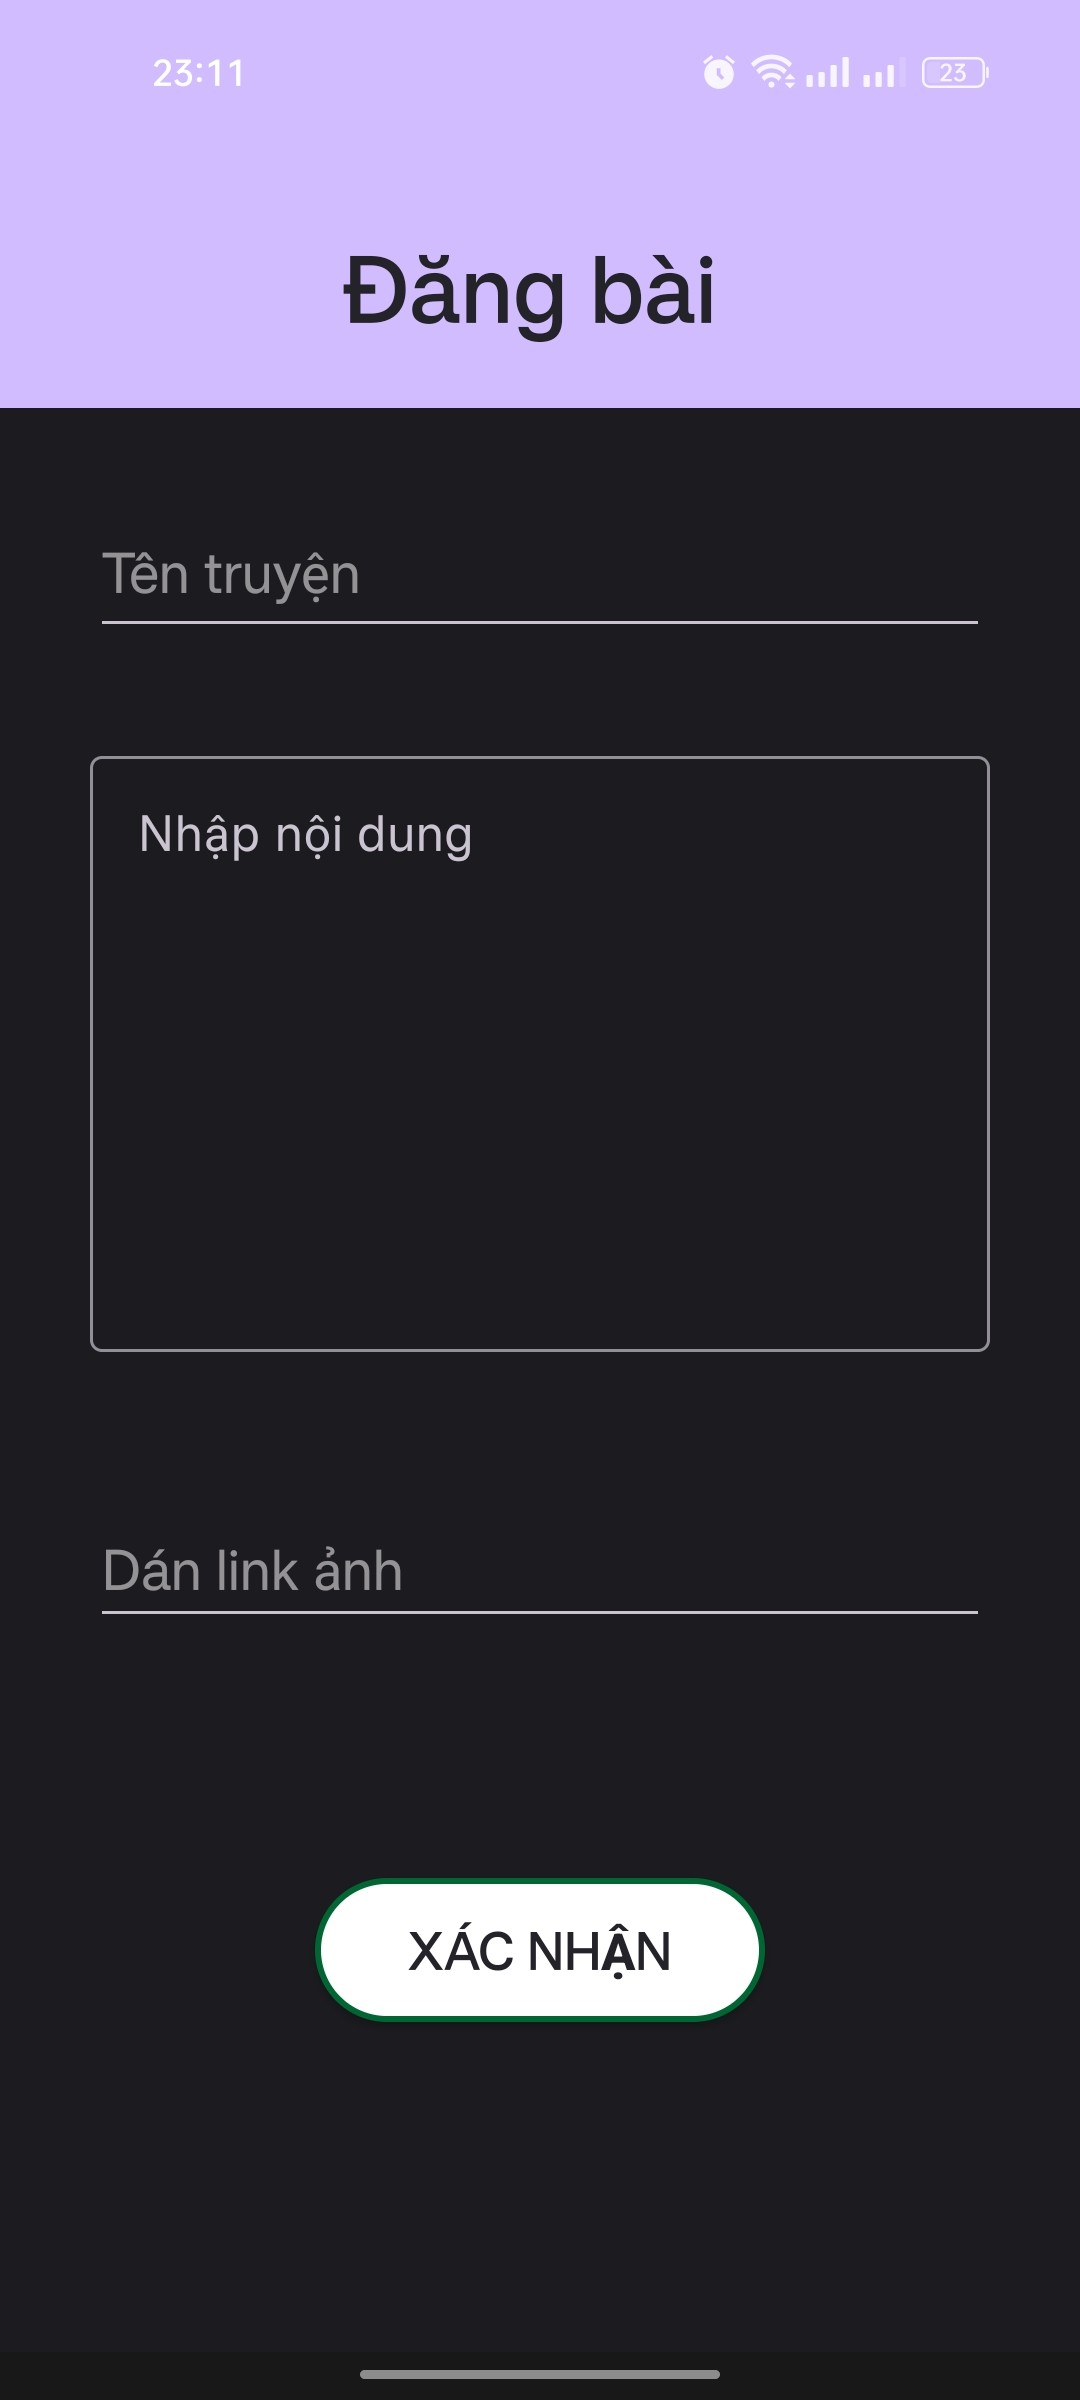 23:11
23
Đăng bài
Tên truyện
Nhập nội dung
Dán link ảnh
XÁC NHẬN